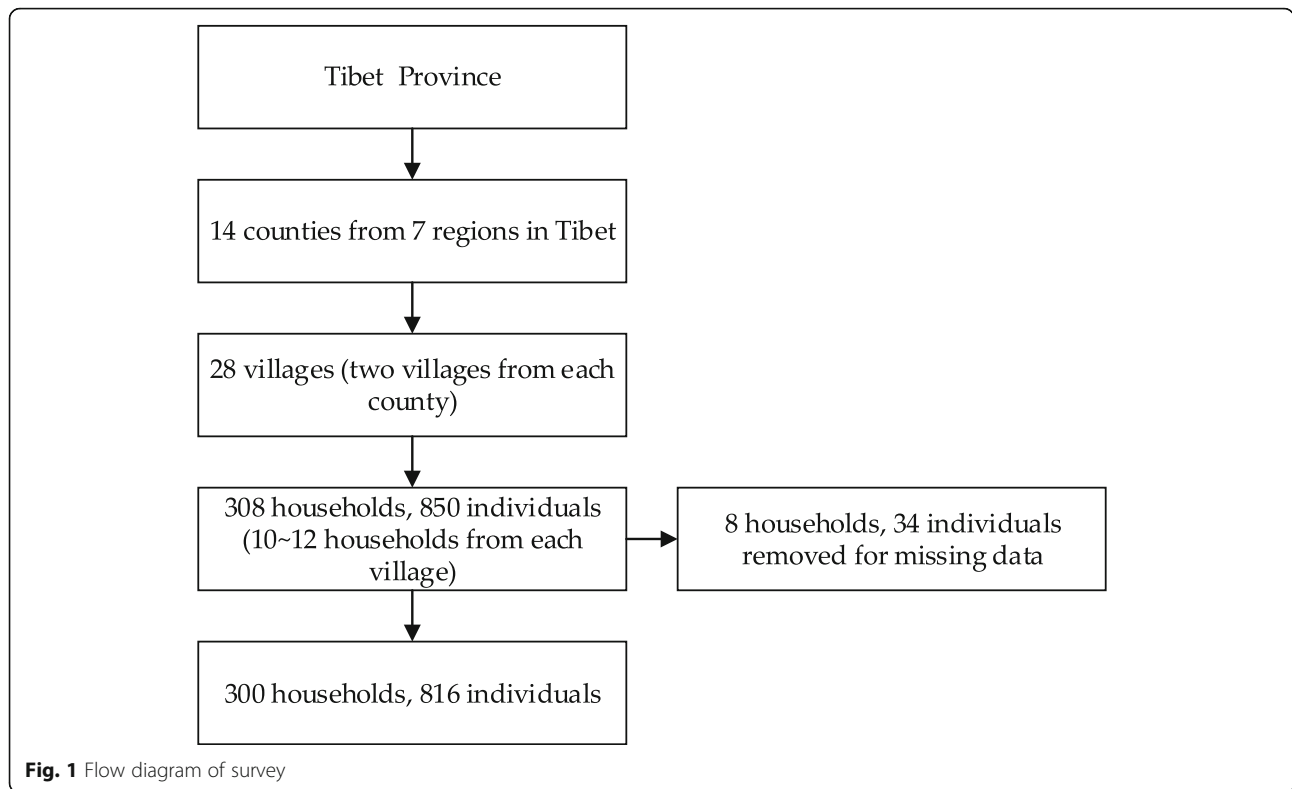 Tibet Province
14 counties from 7 regions in Tibet
28 villages (two villages from each
county)
308 households, 850 individuals
(10~12 households from each
village)
8 households, 34 individuals
removed for missing data
300 households, 816 individuals
Fig. 1 Flow diagram of survey